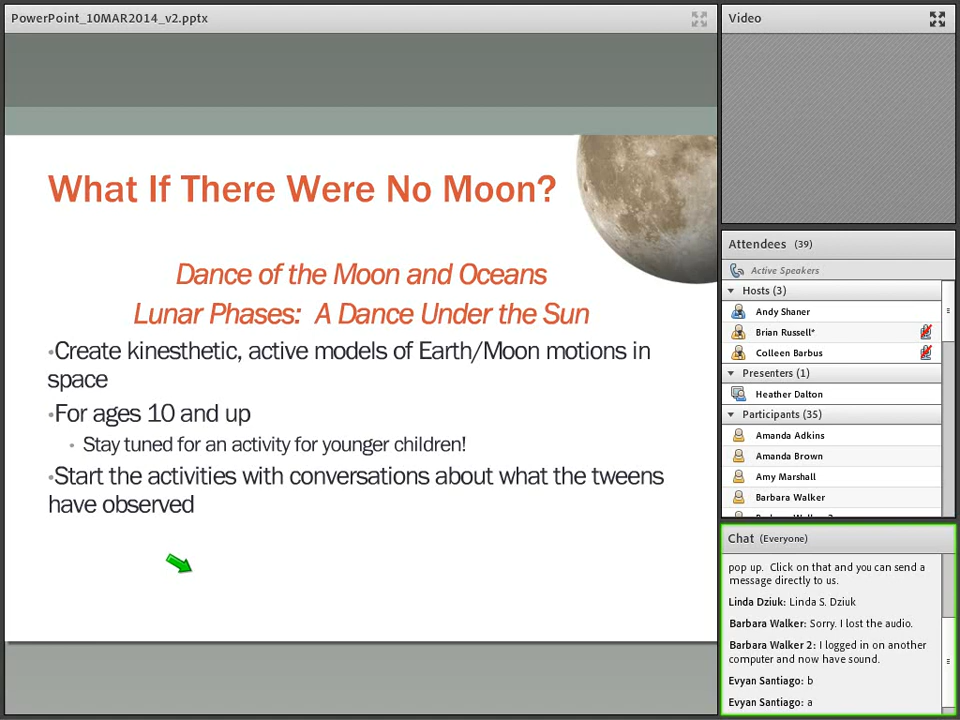 PowerPoint_10MAR2014_v2.pptx
What If There Were No Moon?
Dance of the Moon and Oceans
Lunar Phases:  A Dance Under the Sun
•Create kinesthetic, active models of Earth/Moon motions in
space
•For ages 10 and up
• Stay tuned for an activity for younger children!
•Start the activities with conversations about what the tweens
have observed
Video
Attendees (39)
Active Speakers
Hosts (3)
Andy Shaner
Brian Russell*
Colleen Barbus
Presenters (1)
Heather Dalton
Participants (35)
Amanda Adkins
Amanda Brown
Amy Marshall
Barbara Walker
Chat (Everyone)
pop up.  Click on that and you can send a
message directly to us.
Linda Dziuk: Linda S. Dziuk
Barbara Walker: Sorry. I lost the audio.
Barbara Walker 2: I logged in on another
computer and now have sound.
Evyan Santiago: b
Evyan Santiago: a